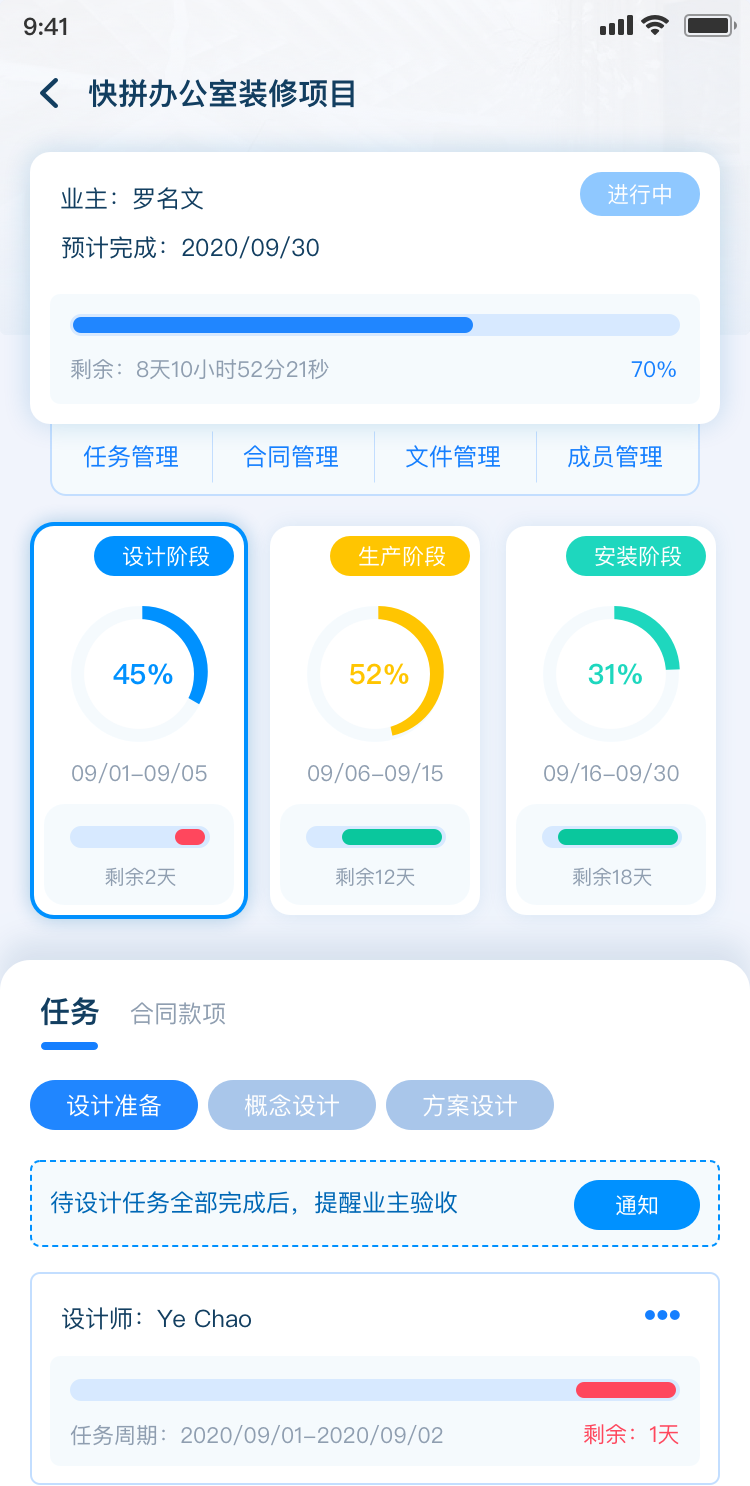 9:41
快拼办公室装修项目
业主：罗名文
进行中
预计完成：2020/09/30
剩余：8天10小时52分21秒
70%
任务管理 合同管理 文件管理 成员管理
设计阶段 生产阶段 安装阶段
45% 52% 31%
09/01-09/05 09/06-09/15 09/16-09/30
剩余2天 剩余12天 剩余18天
任务 合同款项
设计准备 概念设计 方案设计
待设计任务全部完成后，提醒业主验收 通知
设计师：Ye Chao
任务周期：2020/09/01-2020/09/02 剩余：1天